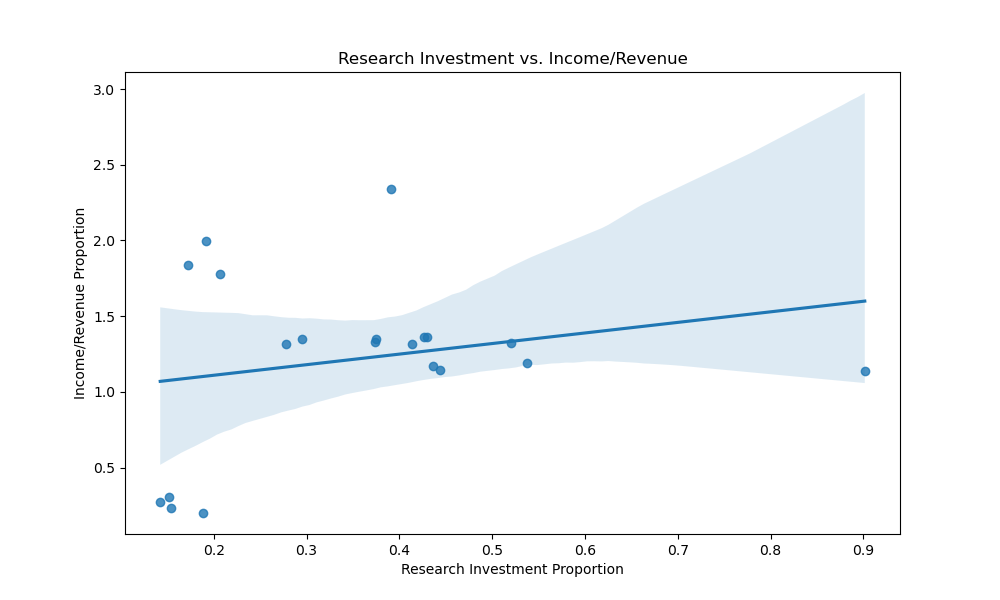 Research Investment vs. Income/Revenue
3.0
2.5
2.0
1.5
1.0
0.5
Income/Revenue Proportion
0.2 0.3 0.4 0.5 0.6 0.7 0.8 0.9
Research Investment Proportion